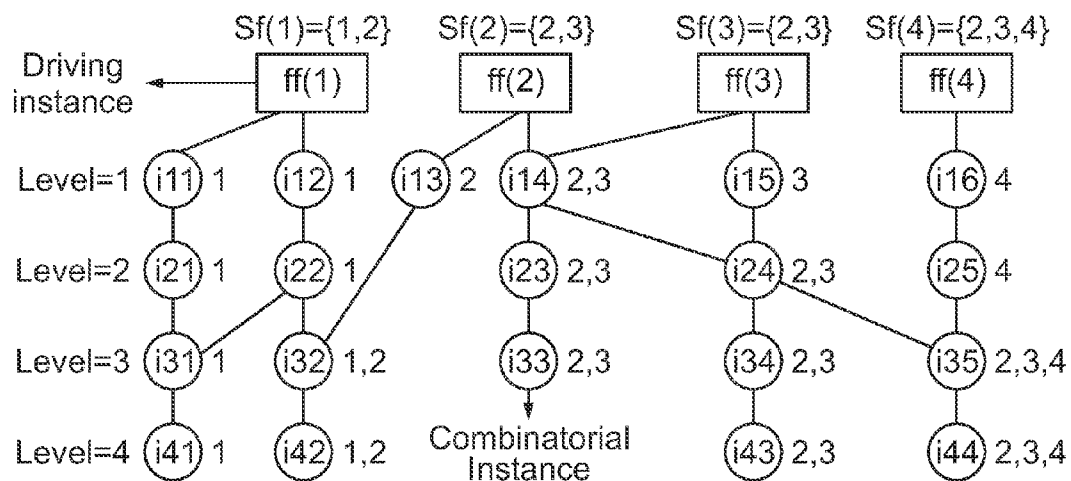 Sf(1)={1,2} Sf(2)={2,3} Sf(3)={2,3} Sf(4)={2,3,4}
Driving
instance
ff(1) ff(2) ff(3) ff(4)
Level=1 i11 1 i12 1 i13 2 i14 2,3 i15 3 i16 4
Level=2 i21 1 i22 1 i23 2,3 i24 2,3 i25 4
Level=3 i31 1 i32 1,2 i33 2,3 i34 2,3 i35 2,3,4
Level=4 i41 1 i42 1,2 i43 2,3 i44 2,3,4
Combinatorial
Instance